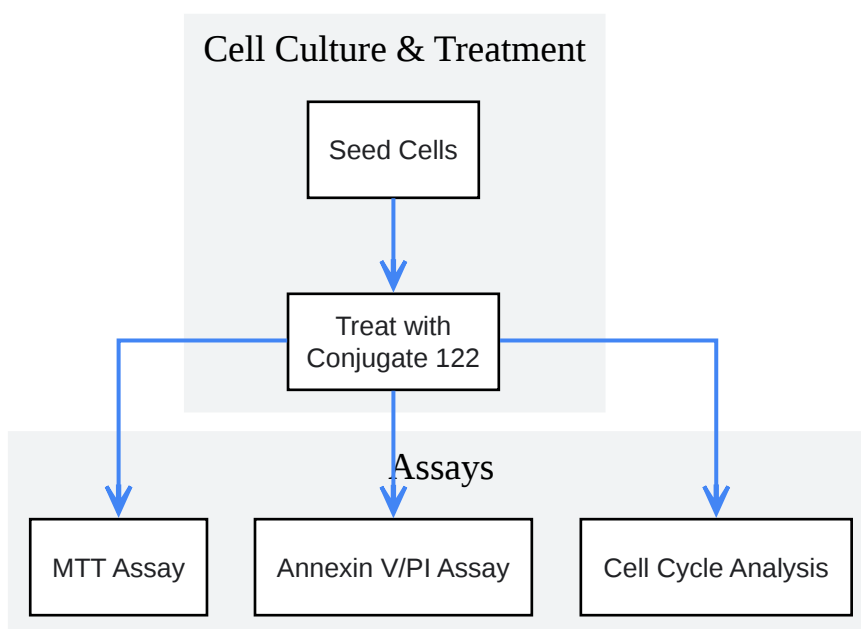 Cell Culture & Treatment
Seed Cells
Treat with
Conjugate 122
Assays
MTT Assay
Annexin V/PI Assay
Cell Cycle Analysis